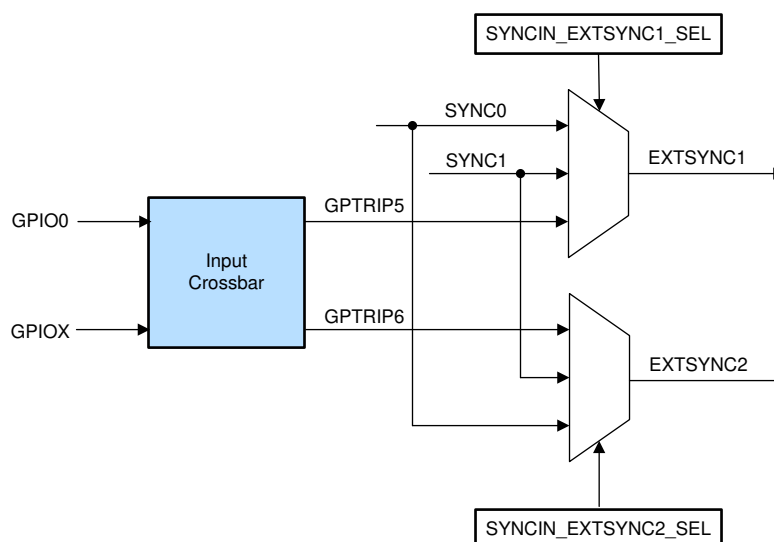 SYNCIN_EXTSYNC1_SEL
SYNC0
SYNC1
EXTSYNC1
GPIO0
GPTRIP5
Input
Crossbar
GPIOX
GPTRIP6
EXTSYNC2
SYNCIN_EXTSYNC2_SEL